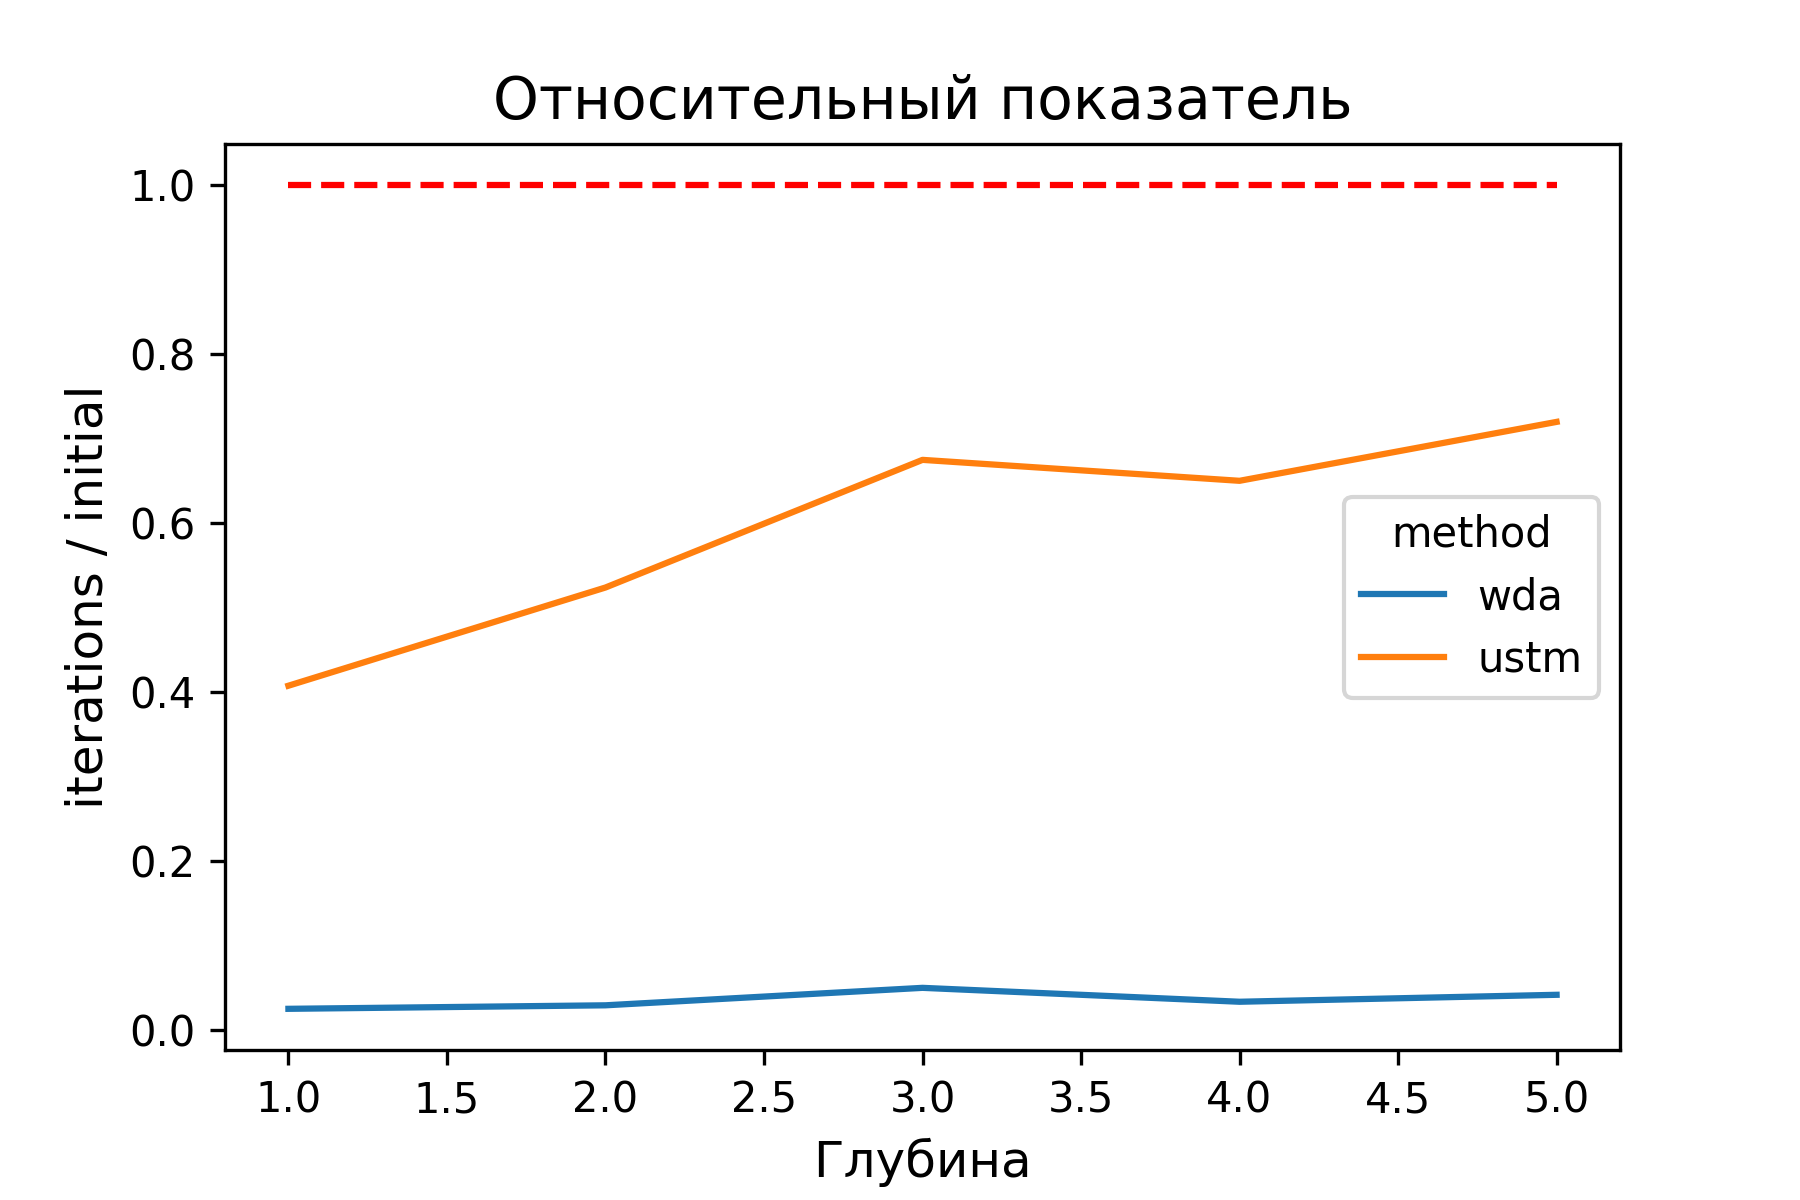 Относительный показатель
iterations / initial
1.0
0.8
0.6
0.4
0.2
0.0
method
wda
ustm
1.0 1.5 2.0 2.5 3.0 3.5 4.0 4.5 5.0
Глубина